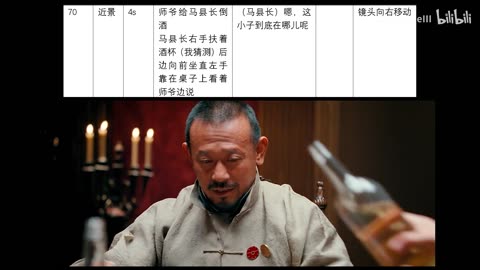 70 近景 4s 师爷给马县长倒 （马县长）嗯，这 镜头向右移动
酒 小子到底在哪儿呢
马县长右手扶着
酒杯（我猜测）后
边向前坐直左手
靠在桌子上看着
师爷边说
elll bilibili